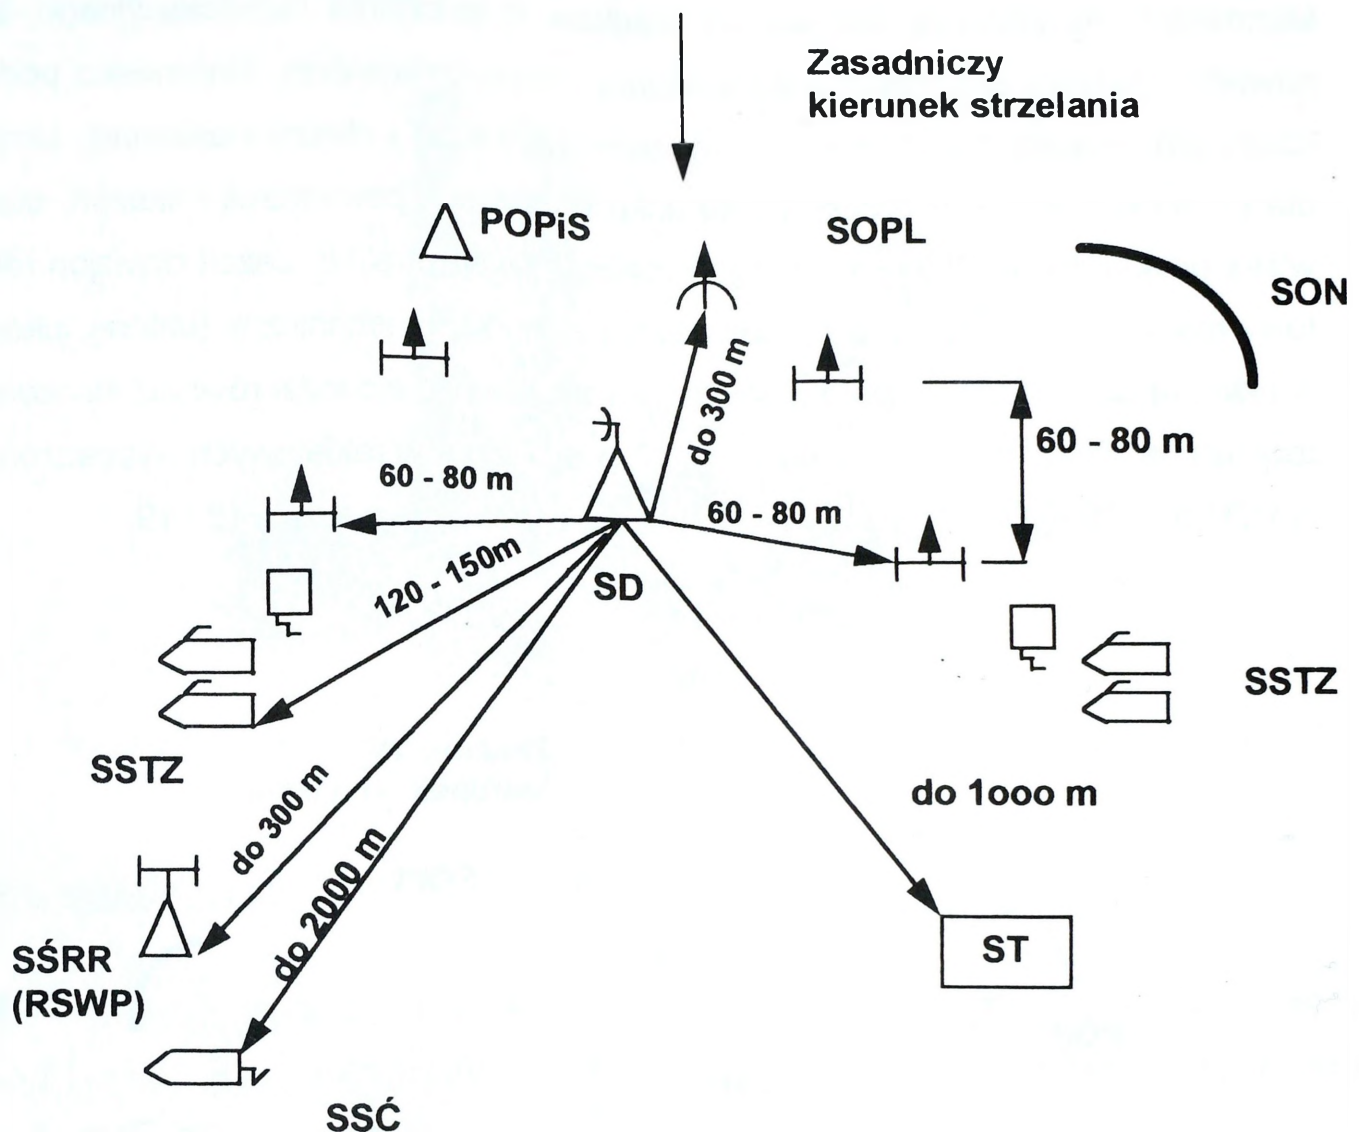 Zasadniczy
kierunek strzelania
POPiS
SOPL
SON
do 300 m
60 - 80 m
60 - 80 m
60 - 80 m
120 - 150m
SD
SSTZ
SSTZ
do 300 m
do 1ooo m
do 2000 m
SŚRR
(RSWP)
ST
SSĆ